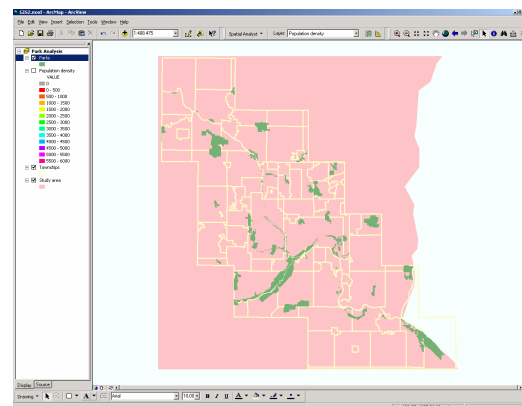 GIS2.mxd - ArcMap - ArcView
File Edit View Insert Selection Tools Window Help
1:488 475 Spatial Analyst Layer: Population density
Park Analysis
Parks
Population density
VALUE
0
0 - 500
500 - 1000
1000 - 1500
1500 - 2000
2000 - 2500
2500 - 3000
3000 - 3500
3500 - 4000
4000 - 4500
4500 - 5000
5000 - 5500
5500 - 6000
Townships
Study area
Display Source
Drawing A Arial 10.00 B I U A